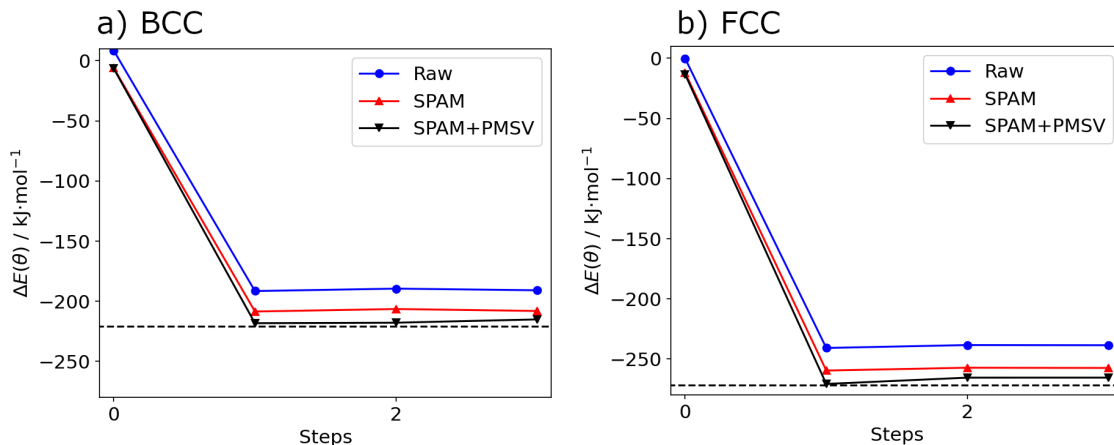 a) BCC
0
−50
−100
−150
−200
−250
ΔE(θ) / kJ·mol⁻¹
Raw
SPAM
SPAM+PMSV
0
2
Steps
b) FCC
0
−50
−100
−150
−200
−250
ΔE(θ) / kJ·mol⁻¹
Raw
SPAM
SPAM+PMSV
0
2
Steps